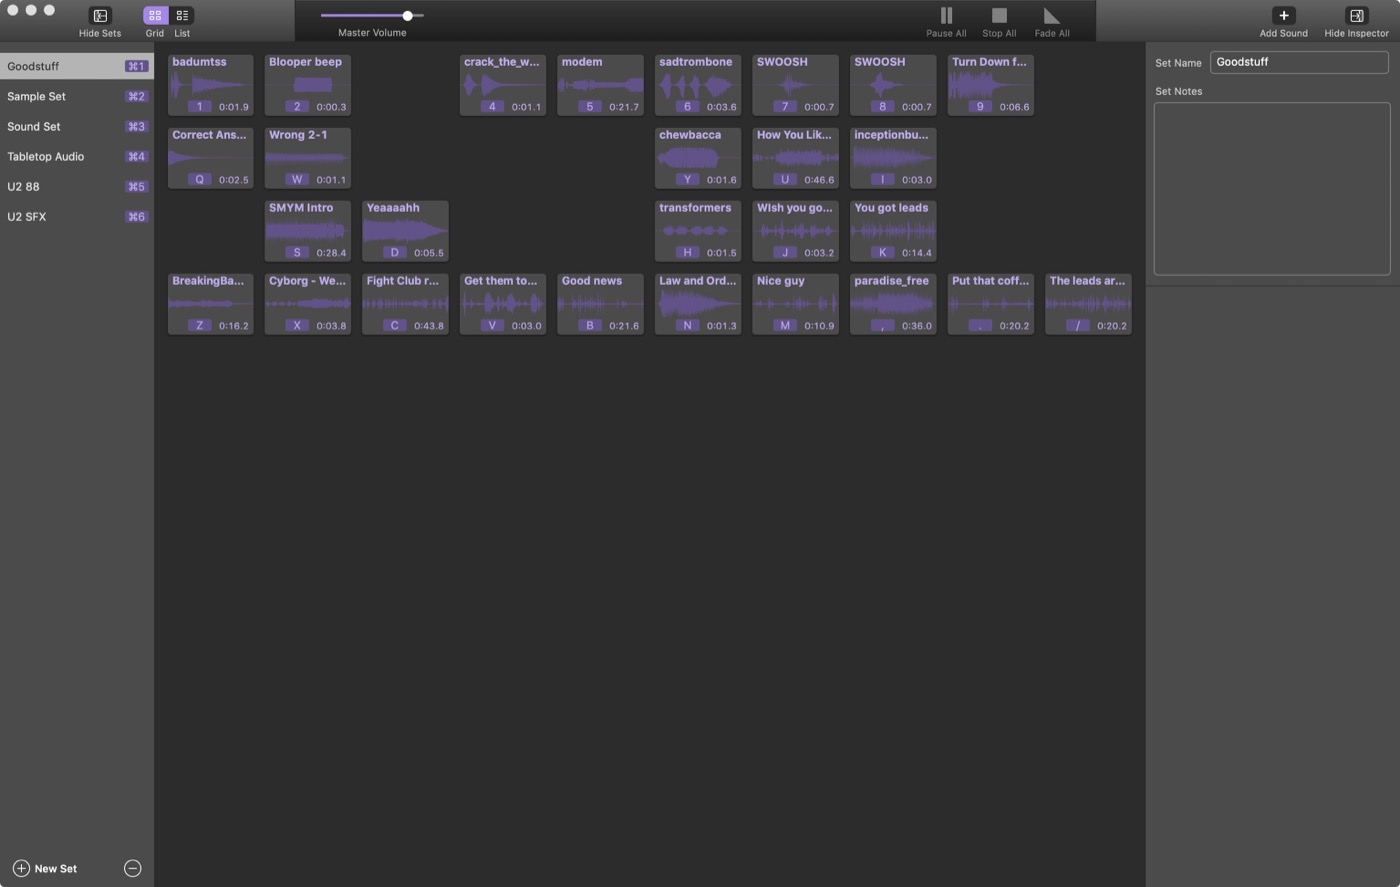 Hide Sets
Grid
List
Master Volume
Pause All
Stop All
Fade All
Add Sound
Hide Inspector
Goodstuff ⌘1
Sample Set ⌘2
Sound Set ⌘3
Tabletop Audio ⌘4
U2 88 ⌘5
U2 SFX ⌘6
New Set
badumtss
1 0:01.9
Blooper beep
2 0:00.3
crack_the_w...
4 0:01.1
modem
5 0:21.7
sadtrombone
6 0:03.6
SWOOSH
7 0:00.7
SWOOSH
8 0:00.7
Turn Down f...
9 0:06.6
Correct Ans...
Q 0:02.5
Wrong 2-1
W 0:01.1
chewbacca
Y 0:01.6
How You Lik...
U 0:46.6
inceptionbu...
I 0:03.0
SMYM Intro
S 0:28.4
Yeaaaahh
D 0:05.5
transformers
H 0:01.5
WIsh you go...
J 0:03.2
You got leads
K 0:14.4
BreakingBa...
Z 0:16.2
Cyborg - We...
X 0:03.8
Fight Club r...
C 0:43.8
Get them to...
V 0:03.0
Good news
B 0:21.6
Law and Ord...
N 0:01.3
Nice guy
M 0:10.9
paradise_free
, 0:36.0
Put that coff...
. 0:20.2
The leads ar...
/ 0:20.2
Set Name Goodstuff
Set Notes